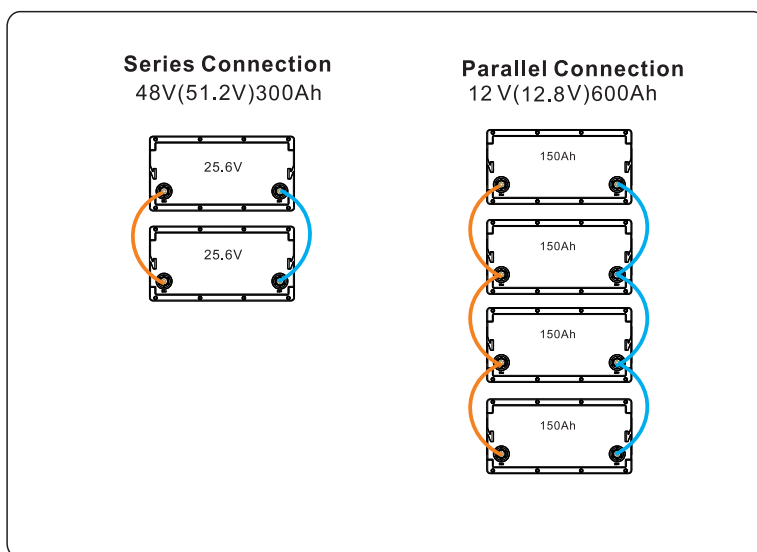 Series Connection
48V(51.2V)300Ah
25.6V
25.6V
Parallel Connection
12 V(12.8V)600Ah
150Ah
150Ah
150Ah
150Ah